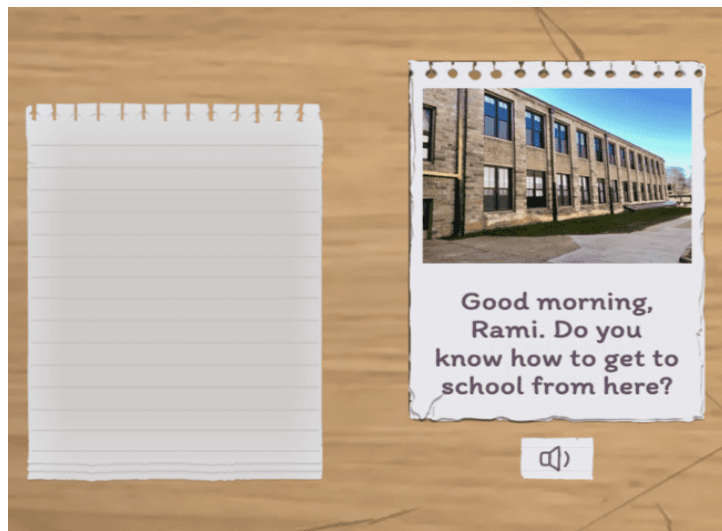 Good morning,
Rami. Do you
know how to get to
school from here?